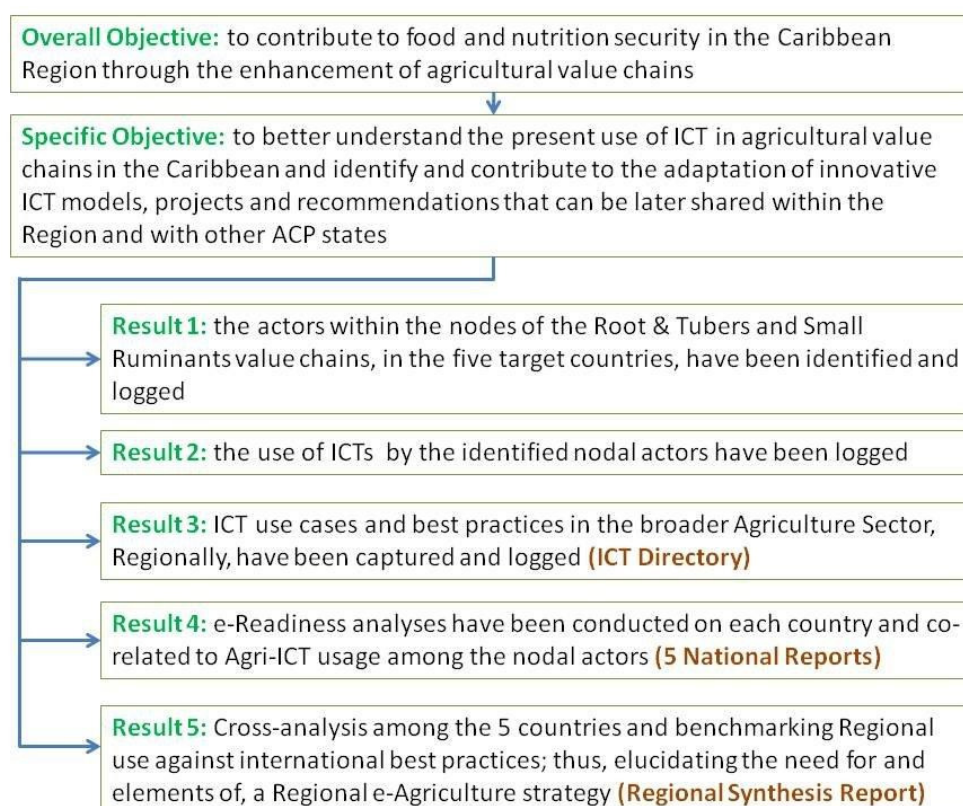 Overall Objective: to contribute to food and nutrition security in the Caribbean
Region through the enhancement of agricultural value chains
Specific Objective: to better understand the present use of ICT in agricultural value
chains in the Caribbean and identify and contribute to the adaptation of innovative
ICT models, projects and recommendations that can be later shared within the
Region and with other ACP states
Result 1: the actors within the nodes of the Root & Tubers and Small
Ruminants value chains, in the five target countries, have been identified and
logged
Result 2: the use of ICTs by the identified nodal actors have been logged
Result 3: ICT use cases and best practices in the broader Agriculture Sector,
Regionally, have been captured and logged (ICT Directory)
Result 4: e-Readiness analyses have been conducted on each country and co-
related to Agri-ICT usage among the nodal actors (5 National Reports)
Result 5: Cross-analysis among the 5 countries and benchmarking Regional
use against international best practices; thus, elucidating the need for and
elements of, a Regional e-Agriculture strategy (Regional Synthesis Report)